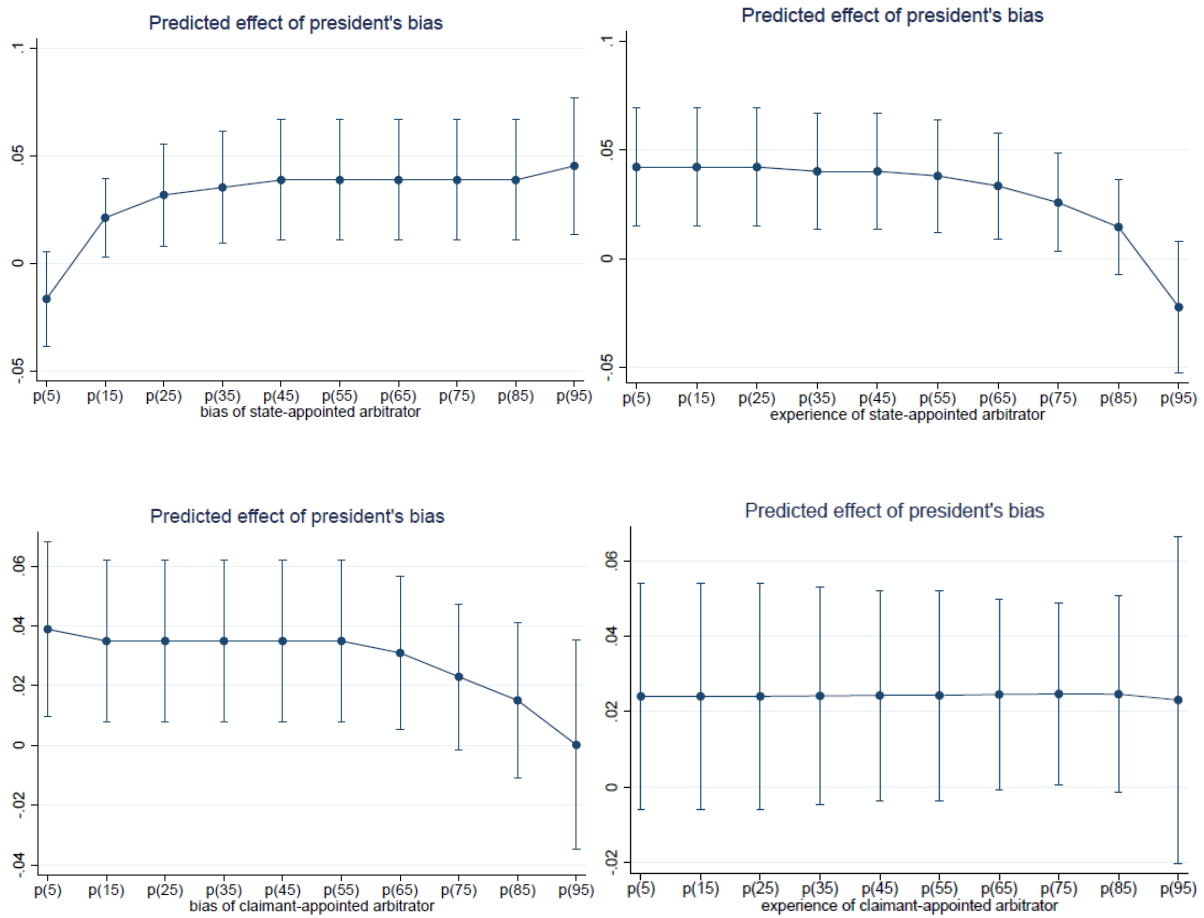 Predicted effect of president's bias
.1
.05
0
-.05
p(5) p(15) p(25) p(35) p(45) p(55) p(65) p(75) p(85) p(95)
bias of state-appointed arbitrator
Predicted effect of president's bias
.1
.05
0
-.05
p(5) p(15) p(25) p(35) p(45) p(55) p(65) p(75) p(85) p(95)
experience of state-appointed arbitrator
Predicted effect of president's bias
.06
.04
.02
0
-.02
-.04
p(5) p(15) p(25) p(35) p(45) p(55) p(65) p(75) p(85) p(95)
bias of claimant-appointed arbitrator
Predicted effect of president's bias
.06
.04
.02
0
-.02
p(5) p(15) p(25) p(35) p(45) p(55) p(65) p(75) p(85) p(95)
experience of claimant-appointed arbitrator